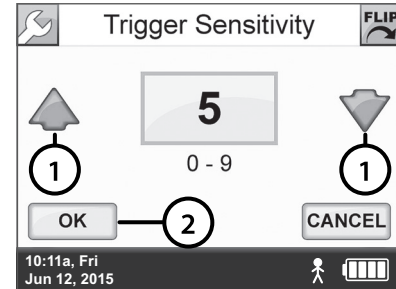 Trigger Sensitivity
FLIP
5
0 - 9
1
1
OK
2
CANCEL
10:11a, Fri
Jun 12, 2015